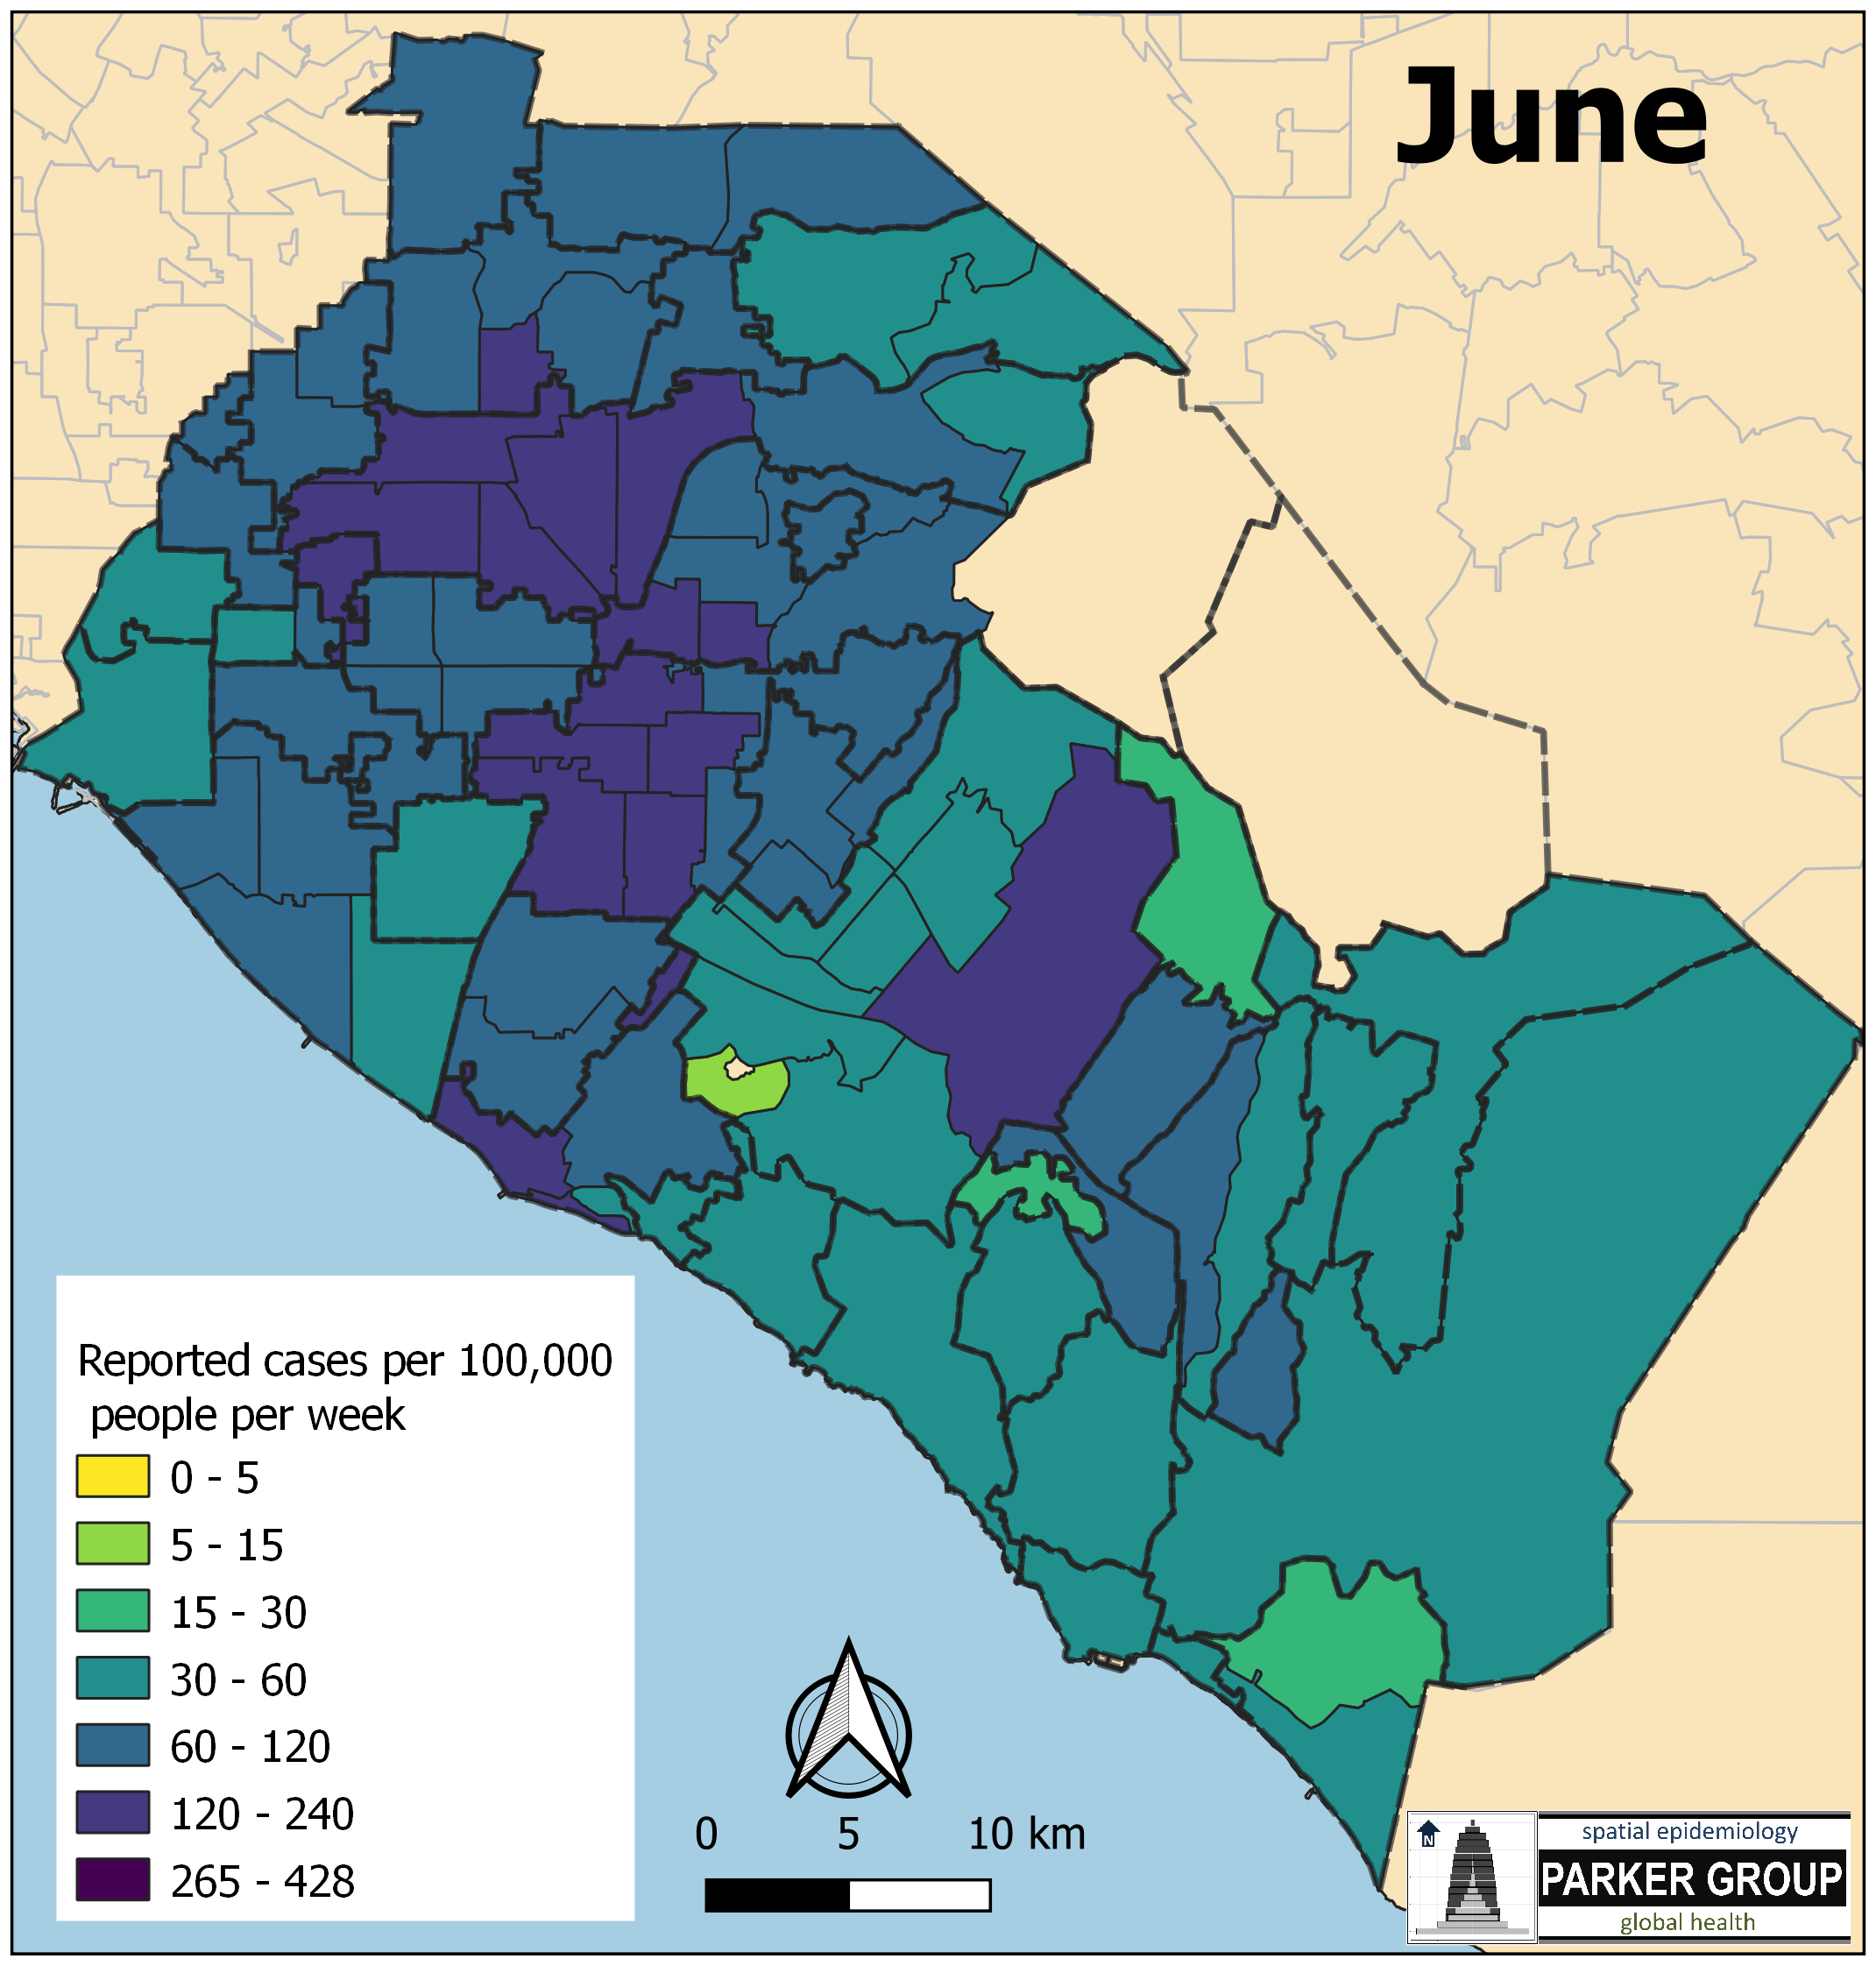 June
Reported cases per 100,000
people per week
0 - 5
5 - 15
15 - 30
30 - 60
60 - 120
120 - 240
265 - 428
0 5 10 km
N
spatial epidemiology
PARKER GROUP
global health